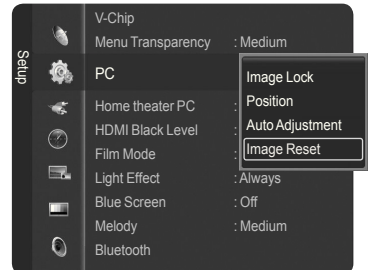 Setup
V-Chip
Menu Transparency : Medium
PC
Home theater PC :
HDMI Black Level :
Film Mode :
Light Effect : Always
Blue Screen : Off
Melody : Medium
Bluetooth
Image Lock
Position
Auto Adjustment
Image Reset